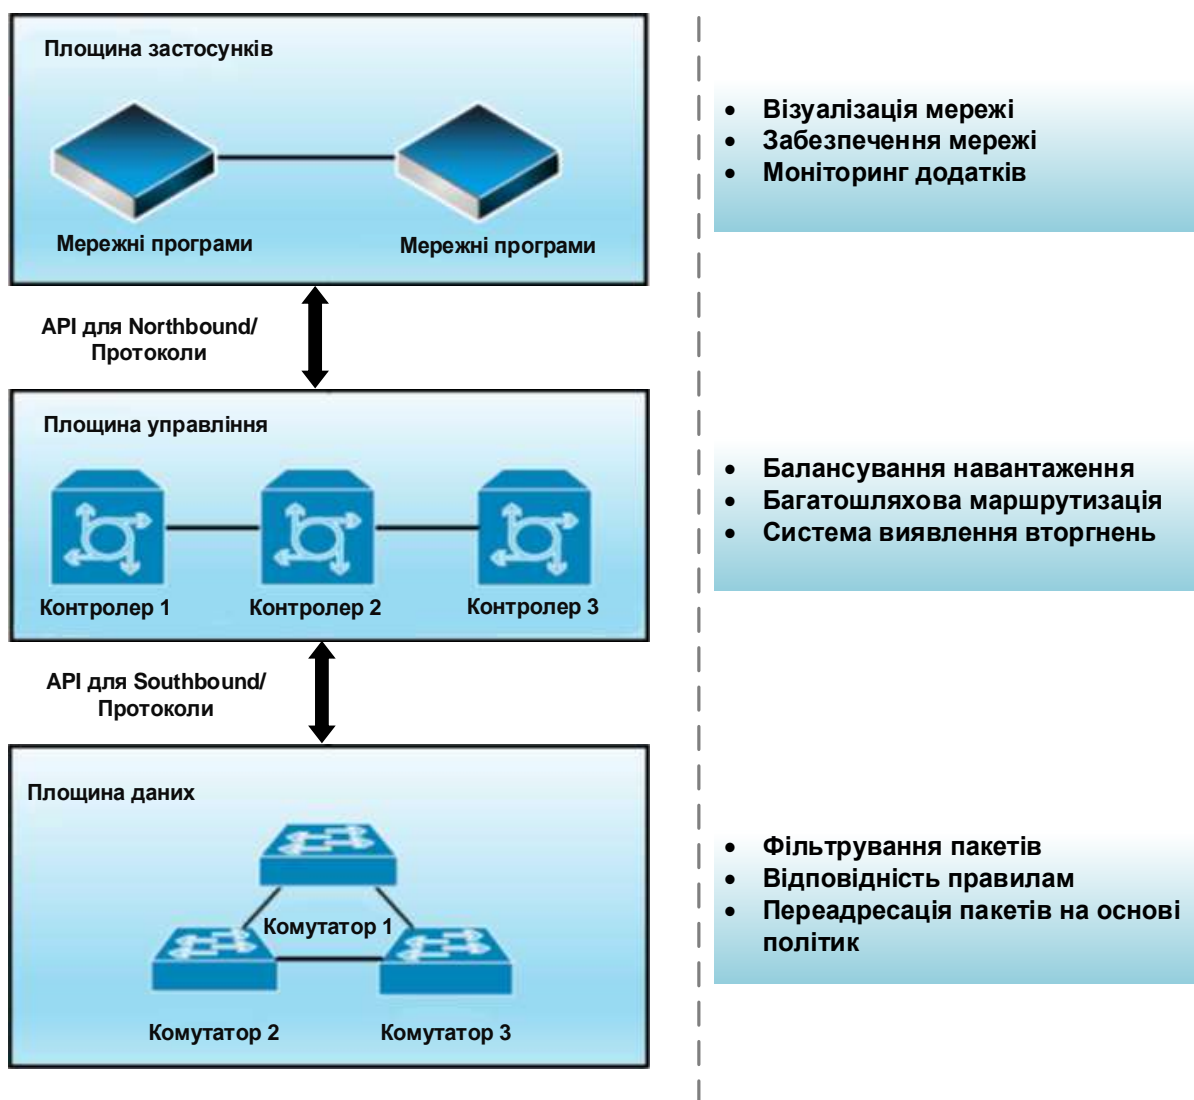 Площина застосунків
Мережні програми
Мережні програми
• Візуалізація мережі
• Забезпечення мережі
• Моніторинг додатків
API для Northbound/
Протоколи
Площина управління
Контролер 1
Контролер 2
Контролер 3
• Балансування навантаження
• Багатошляхова маршрутизація
• Система виявлення вторгнень
API для Southbound/
Протоколи
Площина даних
Комутатор 1
Комутатор 2
Комутатор 3
• Фільтрування пакетів
• Відповідність правилам
• Переадресація пакетів на основі
політик